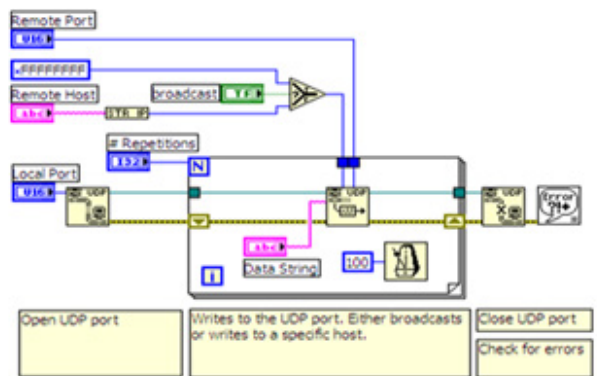 Remote Port
U16
xFFFFFFFF
Remote Host
broadcast
TF
abc
STR IP
# Repetitions
I32
N
Local Port
U16
UDP
UDP
UDP
Error
?!
abc
Data String
100
i
Open UDP port
Writes to the UDP port. Either broadcasts
or writes to a specific host.
Close UDP port
Check for errors